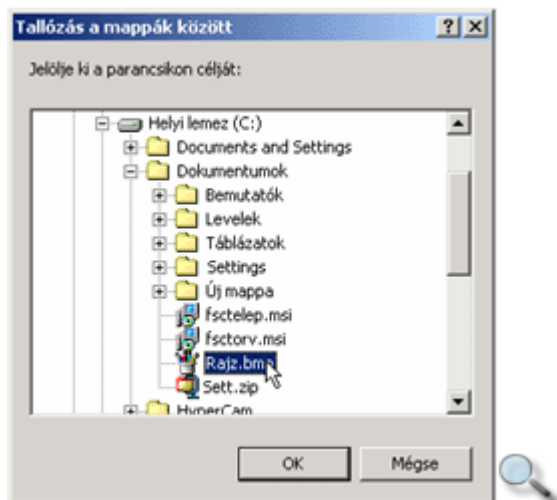 Tallózás a mappák között
Jelölje ki a parancsikon célját:
Helyi lemez (C:)
Documents and Settings
Dokumentumok
Bemutatók
Levelek
Táblázatok
Settings
Új mappa
fsctelep.msi
fsctorv.msi
Rajz.bmp
Sett.zip
HyperCam
OK Mégse